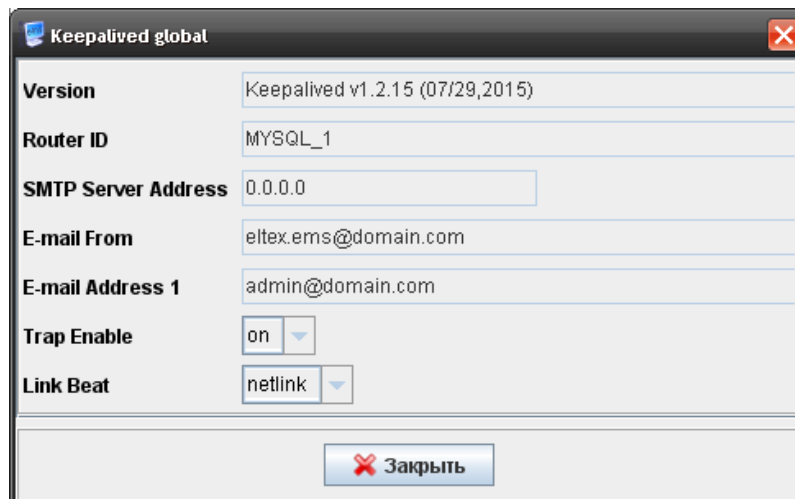 Keepalived global
Version Keepalived v1.2.15 (07/29,2015)
Router ID MYSQL_1
SMTP Server Address 0.0.0.0
E-mail From eltex.ems@domain.com
E-mail Address 1 admin@domain.com
Trap Enable on
Link Beat netlink
Закрыть